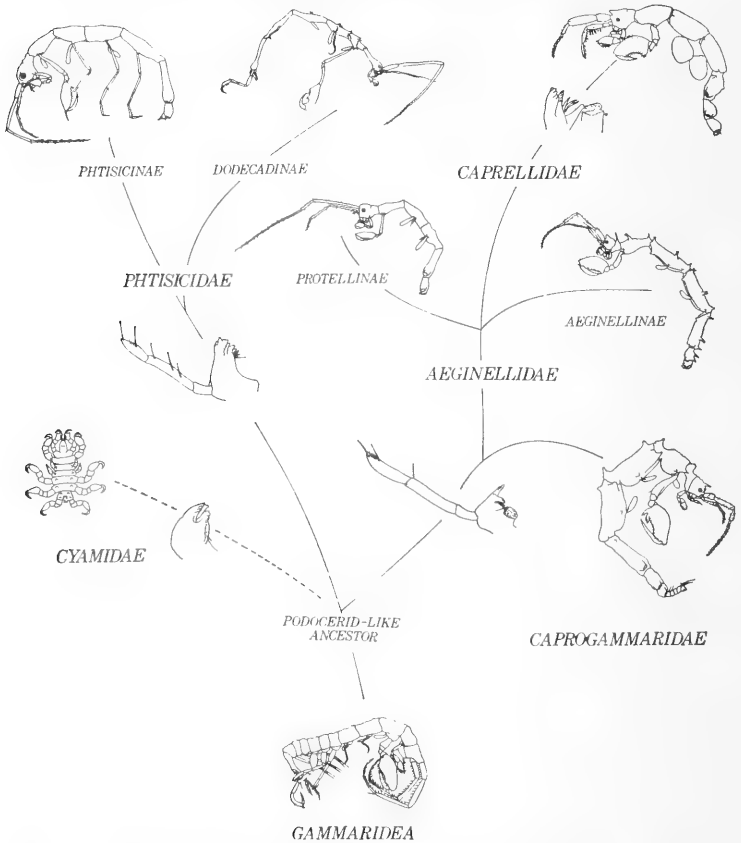 PHTISICINAE
DODECADINAE
CAPRELLIDAE
PHTISICIDAE
PROTELLINAE
AEGINELLINAE
AEGINELLIDAE
CYAMIDAE
PODOCERID-LIKE
ANCESTOR
CAPROGAMMARIDAE
GAMMARIDEA